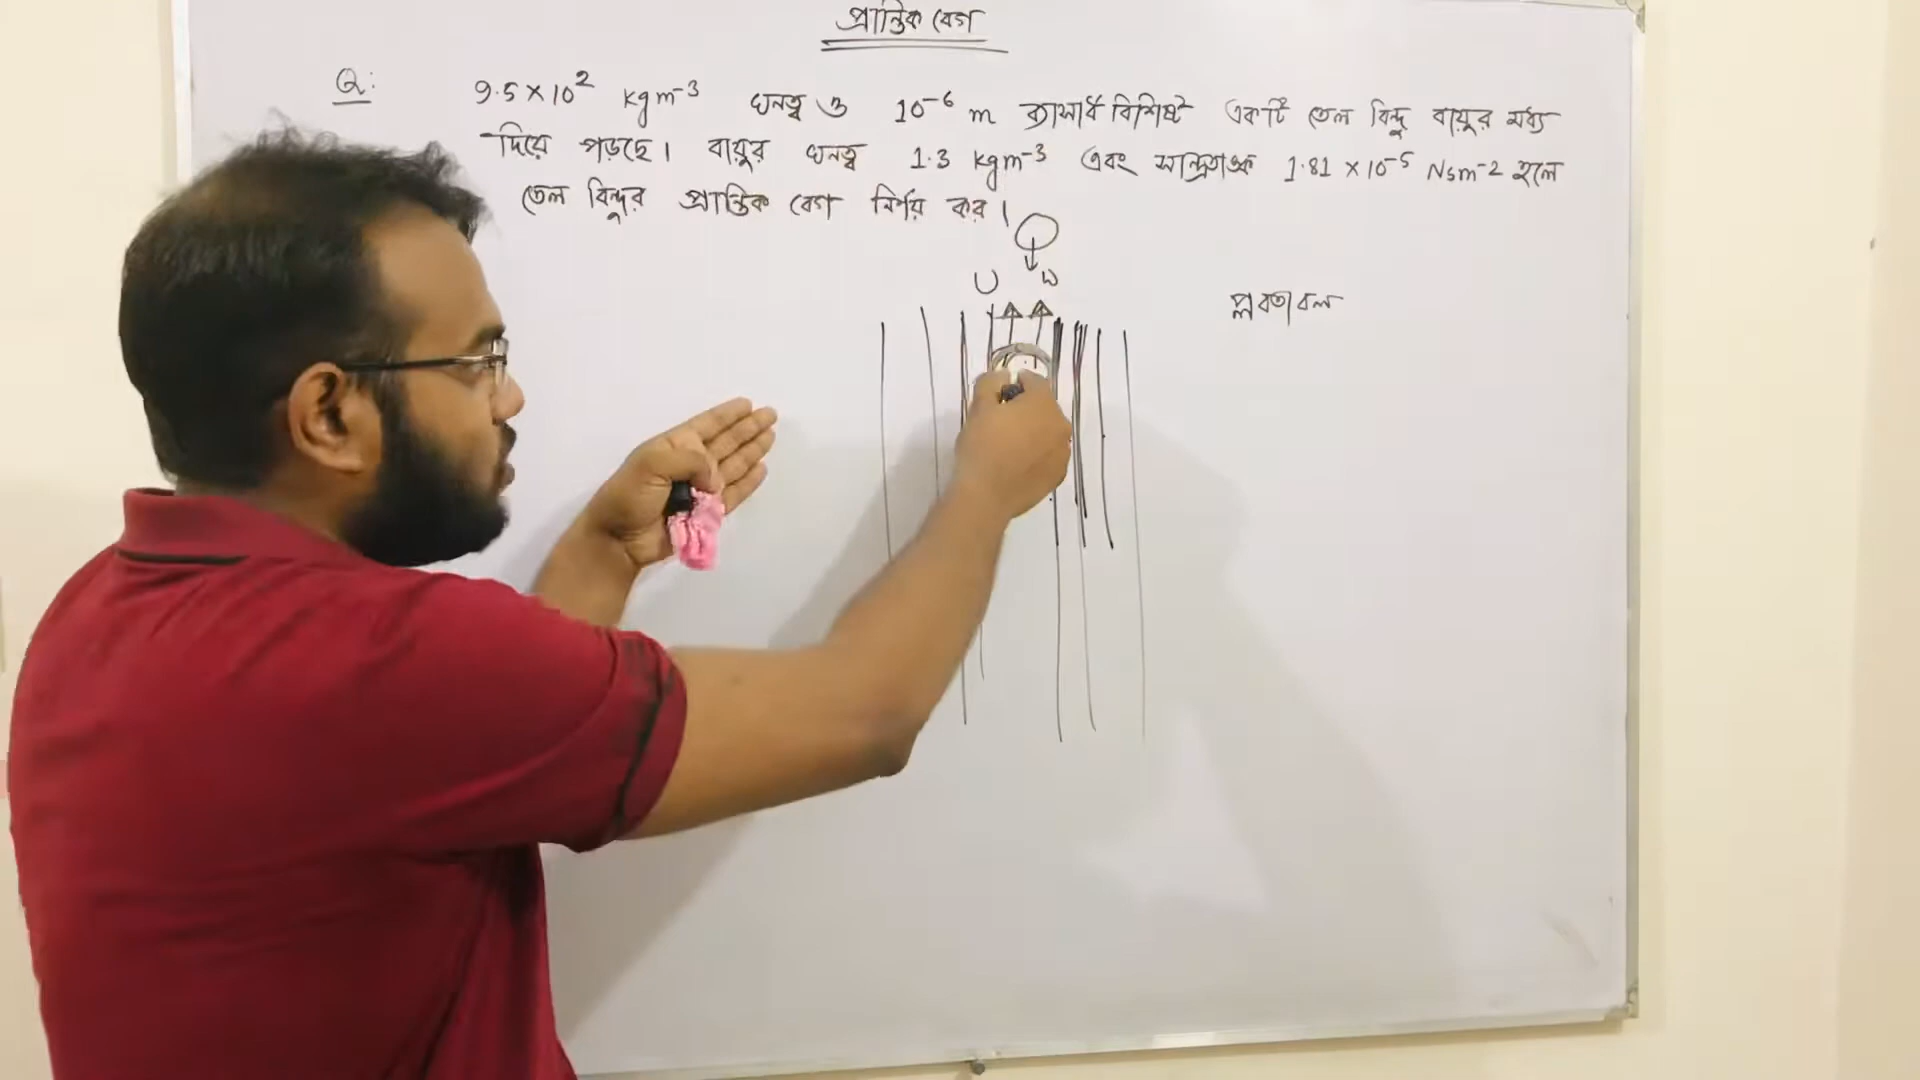 প্রান্তিক বেগ
Q: 9.5 × 10² kgm⁻³ ঘনত্ব ও 10⁻⁶ m ব্যাসার্ধ বিশিষ্ট একটি তেল বিন্দু বায়ুর মধ্য
দিয়ে পড়ছে। বায়ুর ঘনত্ব 1.3 kgm⁻³ এবং সান্দ্রতাঙ্ক 1.81 × 10⁻⁵ Nsm⁻² হলে
তেল বিন্দুর প্রান্তিক বেগ নির্ণয় কর।
U W
প্লবতাবল